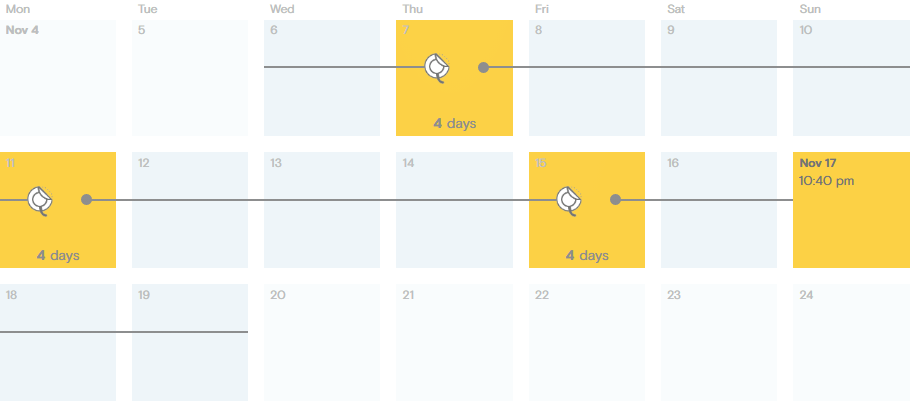 Mon Tue Wed Thu Fri Sat Sun
Nov 4 5 6 7 8 9 10
4 days
11 12 13 14 15 16 Nov 17
10:40 pm
4 days 4 days
18 19 20 21 22 23 24